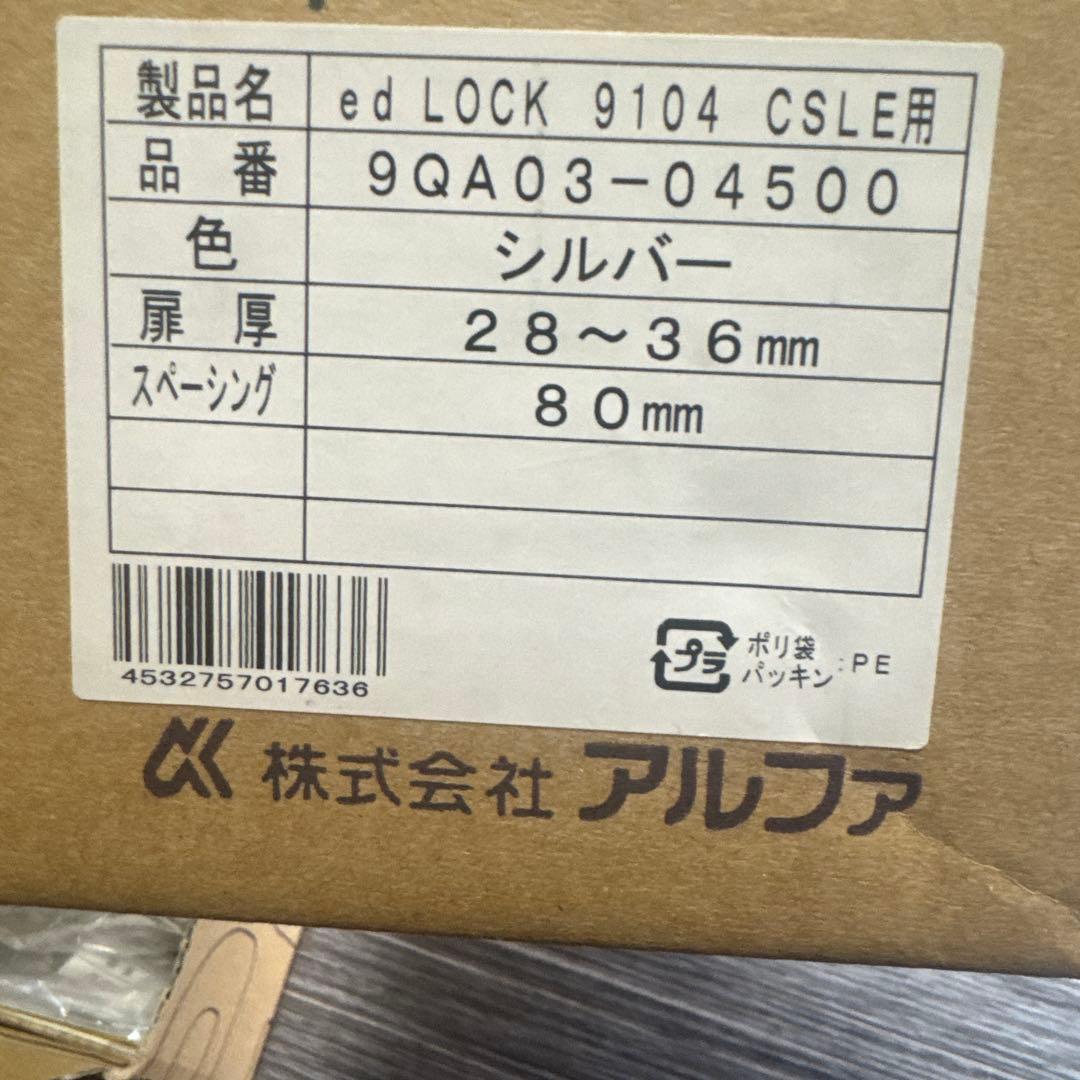 製品名 ed LOCK 9104 CSLE用
品番 9QA03-04500
色 シルバー
扉厚 28～36mm
スペーシング 80mm
4532757017636
プラ ポリ袋
パッキン :PE
株式会社アルファ